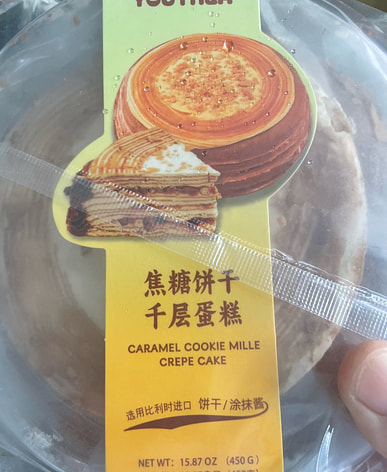 焦糖饼干
千层蛋糕
CARAMEL COOKIE MILLE
CREPE CAKE
选用比利时进口 饼干/涂抹酱
NET WT: 15.87 OZ (450 G)